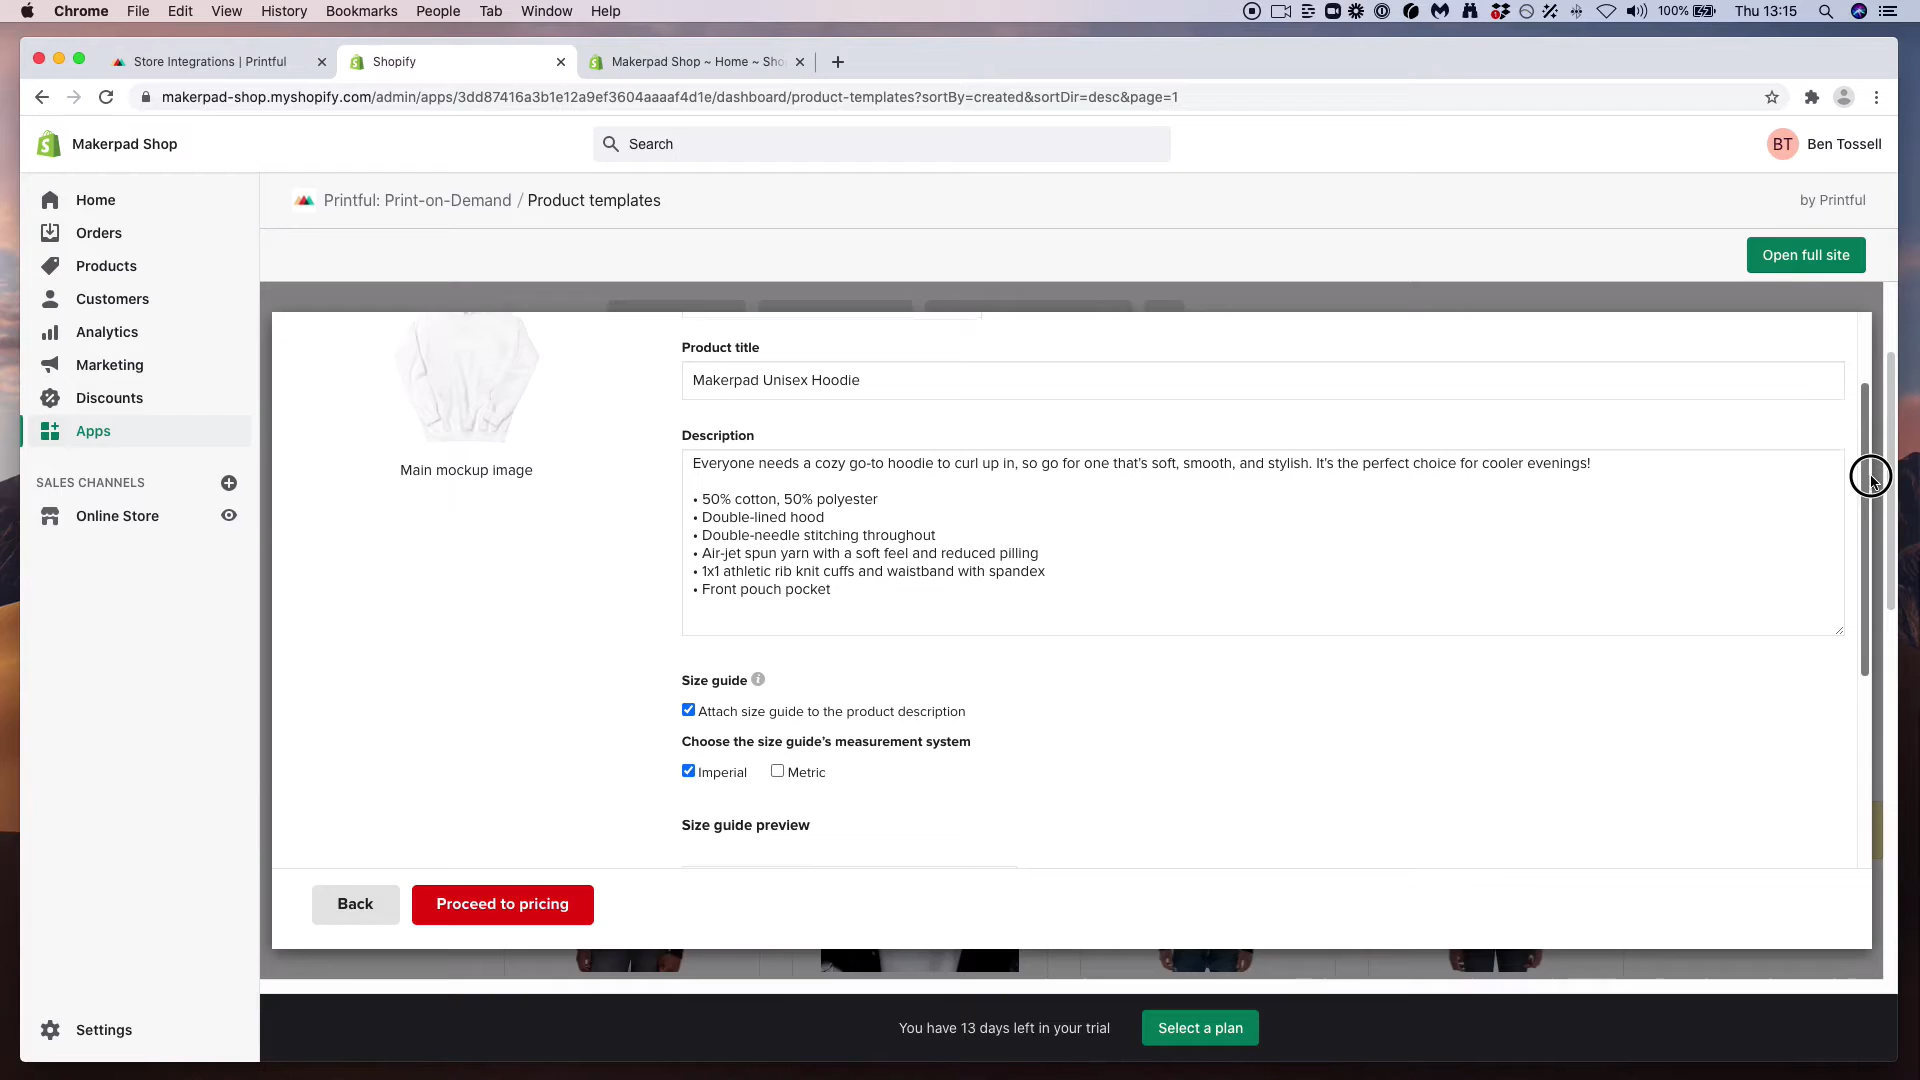 Chrome File Edit View History Bookmarks People Tab Window Help
100% Thu 13:15
Store Integrations | Printful
Shopify
Makerpad Shop ~ Home ~ Sho
makerpad-shop.myshopify.com/admin/apps/3dd87416a3b1e12a9ef3604aaaaf4d1e/dashboard/product-templates?sortBy=created&sortDir=desc&page=1
Makerpad Shop
Search
BT Ben Tossell
Home
Orders
Products
Customers
Analytics
Marketing
Discounts
Apps
SALES CHANNELS
Online Store
Settings
Printful: Print-on-Demand / Product templates
by Printful
Open full site
Main mockup image
Product title
Makerpad Unisex Hoodie
Description
Everyone needs a cozy go-to hoodie to curl up in, so go for one that's soft, smooth, and stylish. It's the perfect choice for cooler evenings!
• 50% cotton, 50% polyester
• Double-lined hood
• Double-needle stitching throughout
• Air-jet spun yarn with a soft feel and reduced pilling
• 1x1 athletic rib knit cuffs and waistband with spandex
• Front pouch pocket
Size guide
Attach size guide to the product description
Choose the size guide's measurement system
Imperial Metric
Size guide preview
Back
Proceed to pricing
You have 13 days left in your trial
Select a plan